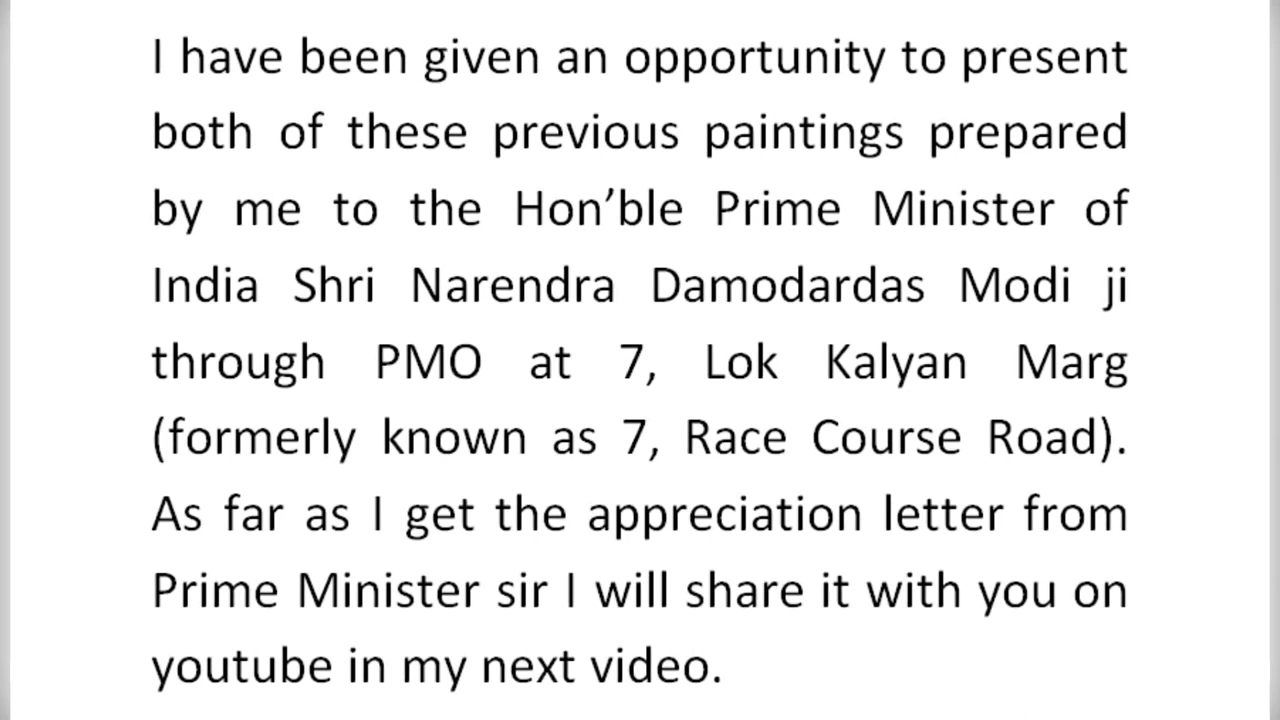 I have been given an opportunity to present
both of these previous paintings prepared
by me to the Hon’ble Prime Minister of
India Shri Narendra Damodardas Modi ji
through PMO at 7, Lok Kalyan Marg
(formerly known as 7, Race Course Road).
As far as I get the appreciation letter from
Prime Minister sir I will share it with you on
youtube in my next video.